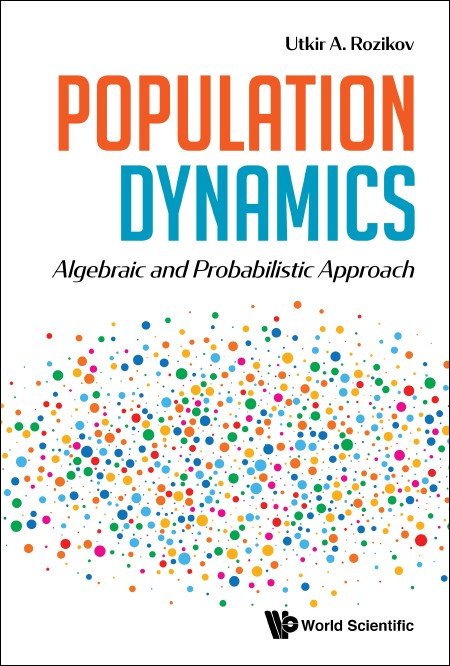 Utkir A. Rozikov
POPULATION
DYNAMICS
Algebraic and Probabilistic Approach
World Scientific